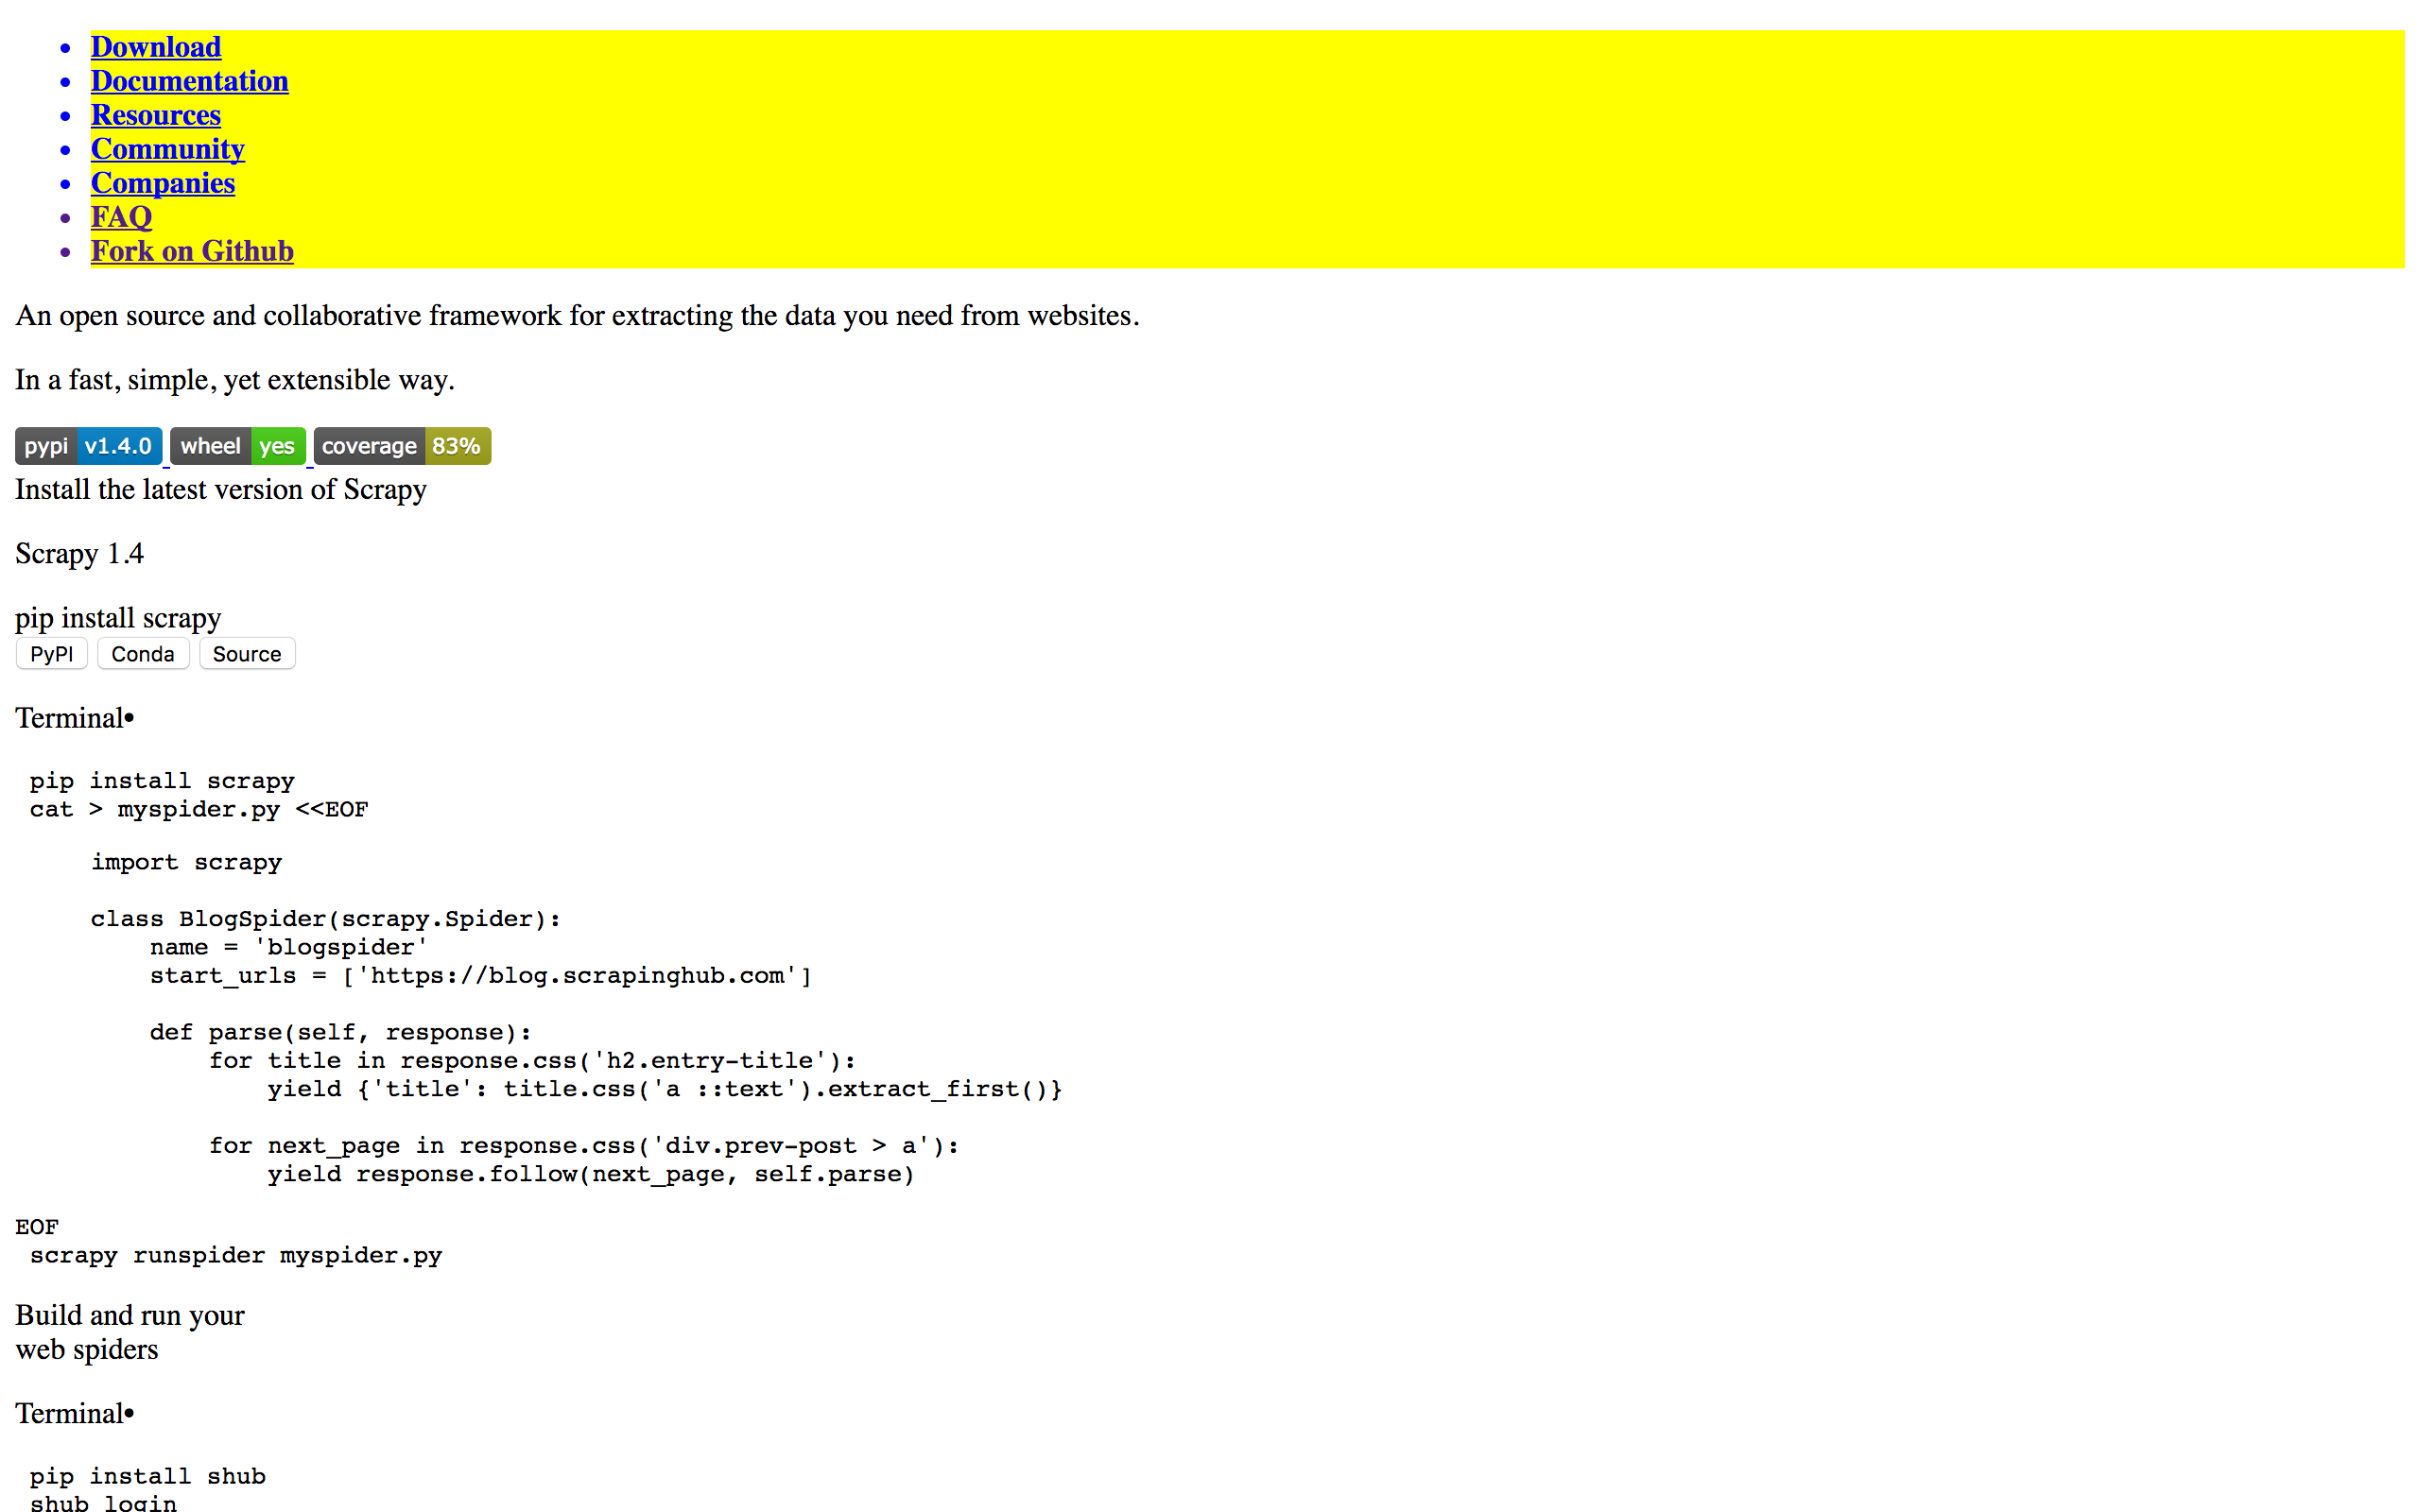 • Download
• Documentation
• Resources
• Community
• Companies
• FAQ
• Fork on Github
An open source and collaborative framework for extracting the data you need from websites.
In a fast, simple, yet extensible way.
pypi v1.4.0 wheel yes coverage 83%
Install the latest version of Scrapy
Scrapy 1.4
pip install scrapy
PyPI Conda Source
Terminal•
pip install scrapy
cat > myspider.py <<EOF
import scrapy
class BlogSpider(scrapy.Spider):
    name = 'blogspider'
    start_urls = ['https://blog.scrapinghub.com']
    def parse(self, response):
        for title in response.css('h2.entry-title'):
            yield {'title': title.css('a ::text').extract_first()}
        for next_page in response.css('div.prev-post > a'):
            yield response.follow(next_page, self.parse)
EOF
scrapy runspider myspider.py
Build and run your
web spiders
Terminal•
pip install shub
shub login